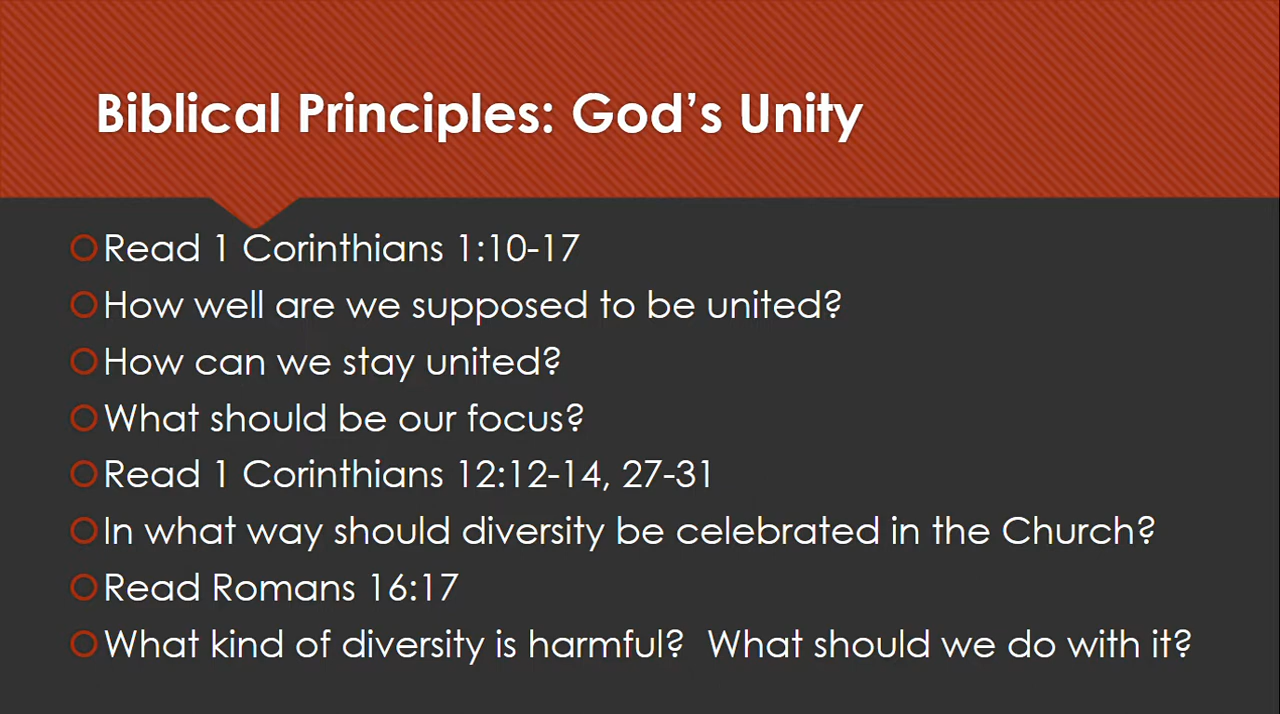 Biblical Principles: God’s Unity
Read 1 Corinthians 1:10-17
How well are we supposed to be united?
How can we stay united?
What should be our focus?
Read 1 Corinthians 12:12-14, 27-31
In what way should diversity be celebrated in the Church?
Read Romans 16:17
What kind of diversity is harmful?  What should we do with it?